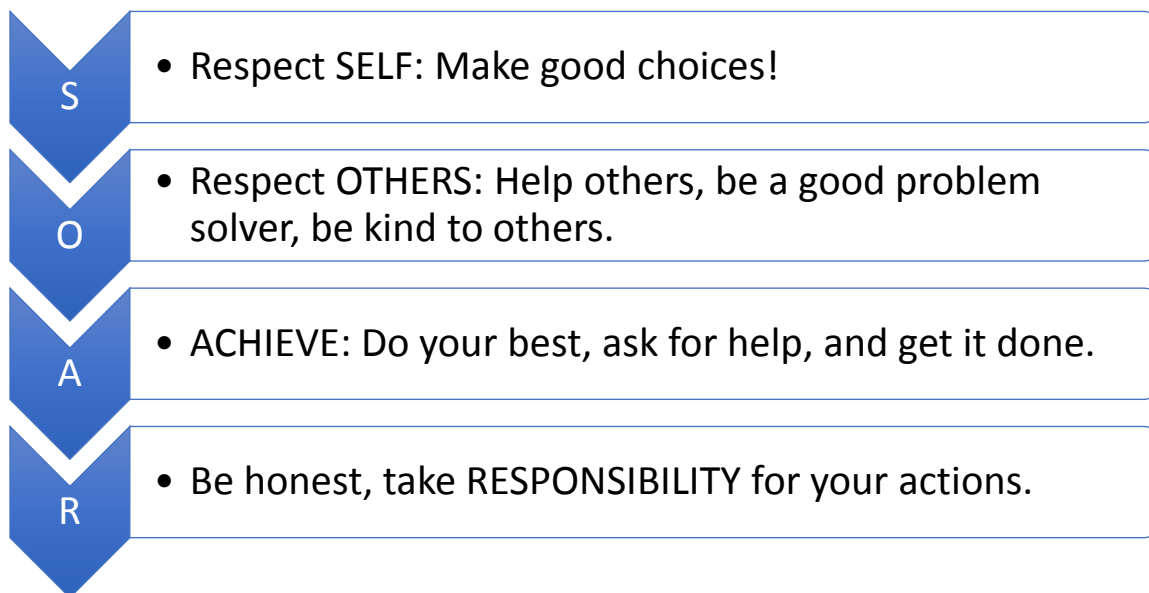 S
• Respect SELF: Make good choices!
O
• Respect OTHERS: Help others, be a good problem
solver, be kind to others.
A
• ACHIEVE: Do your best, ask for help, and get it done.
R
• Be honest, take RESPONSIBILITY for your actions.